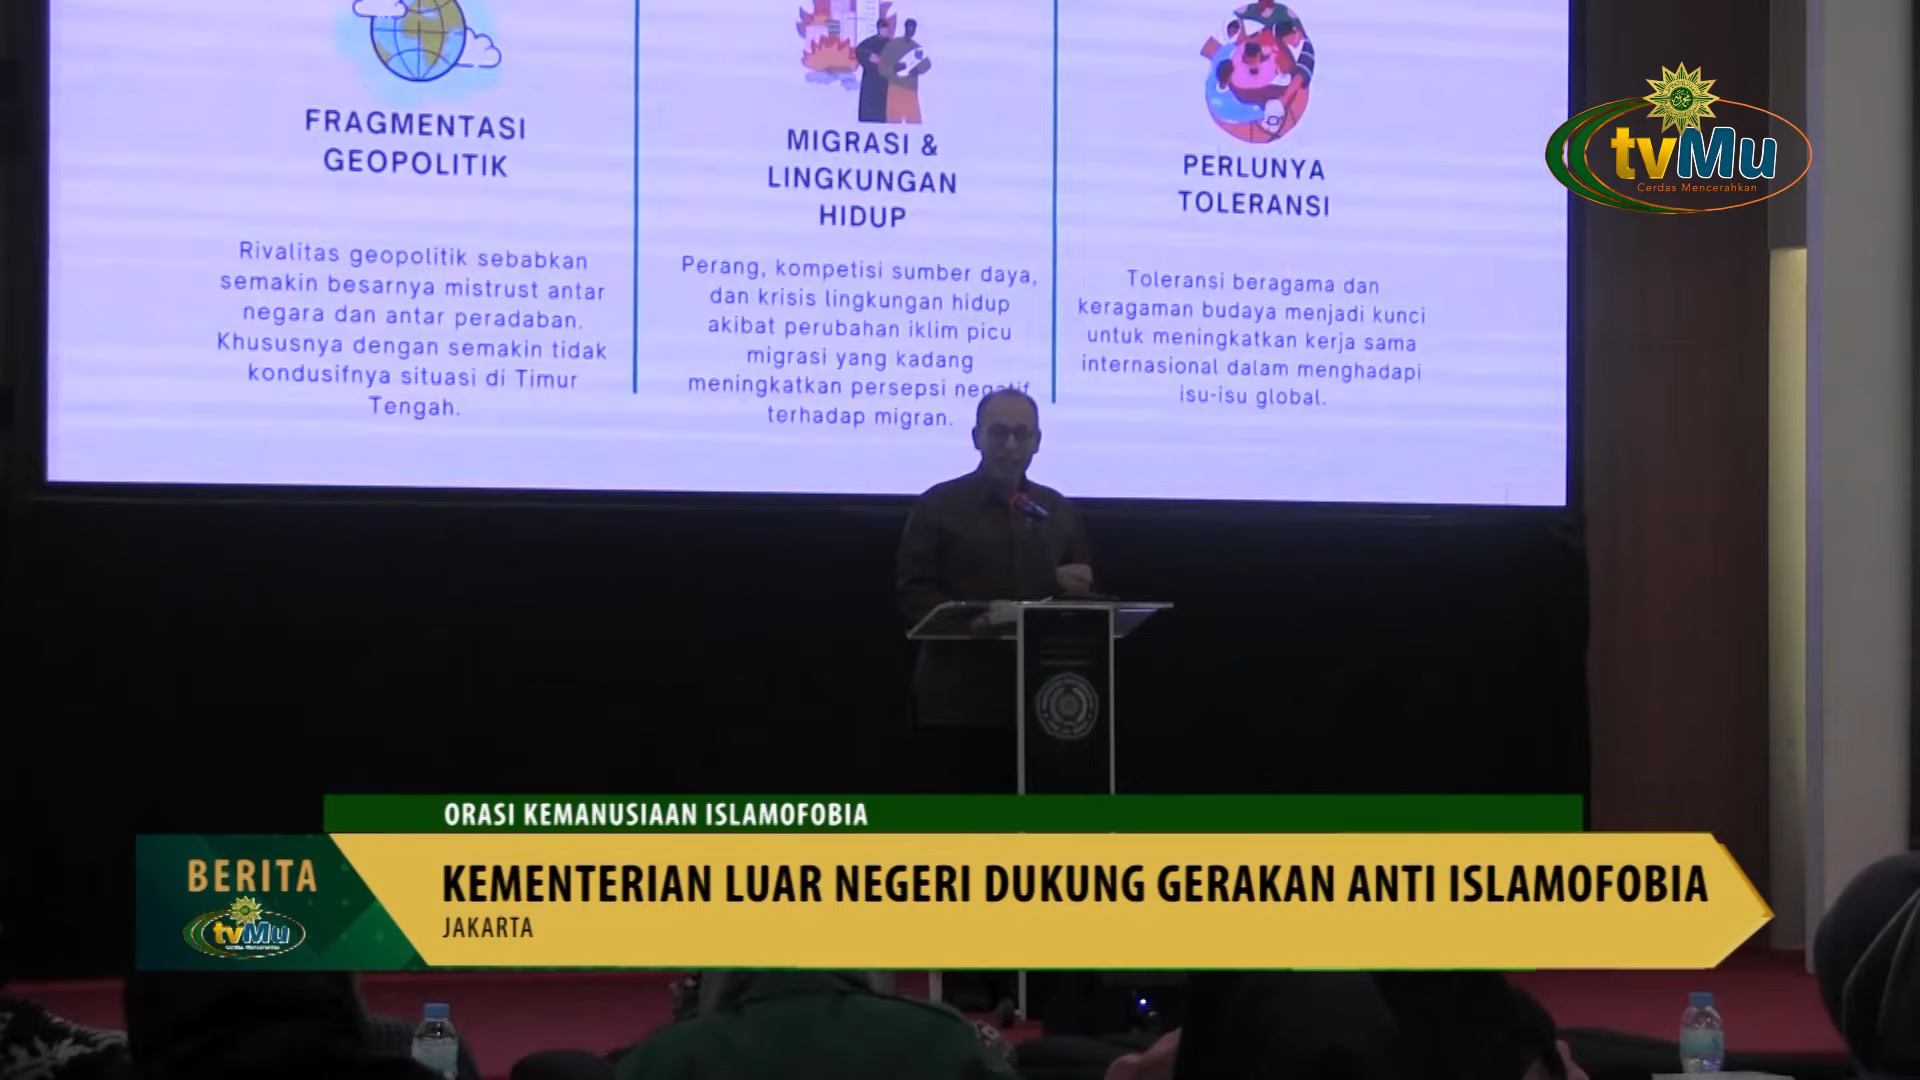 FRAGMENTASI
GEOPOLITIK
Rivalitas geopolitik sebabkan
semakin besarnya mistrust antar
negara dan antar peradaban.
Khususnya dengan semakin tidak
kondusifnya situasi di Timur
Tengah.
MIGRASI &
LINGKUNGAN
HIDUP
Perang, kompetisi sumber daya,
dan krisis lingkungan hidup
akibat perubahan iklim picu
migrasi yang kadang
meningkatkan persepsi negatif
terhadap migran.
PERLUNYA
TOLERANSI
Toleransi beragama dan
keragaman budaya menjadi kunci
untuk meningkatkan kerja sama
internasional dalam menghadapi
isu-isu global.
tvMu
Cerdas Mencerahkan
ORASI KEMANUSIAAN ISLAMOFOBIA
BERITA
tvMu
KEMENTERIAN LUAR NEGERI DUKUNG GERAKAN ANTI ISLAMOFOBIA
JAKARTA